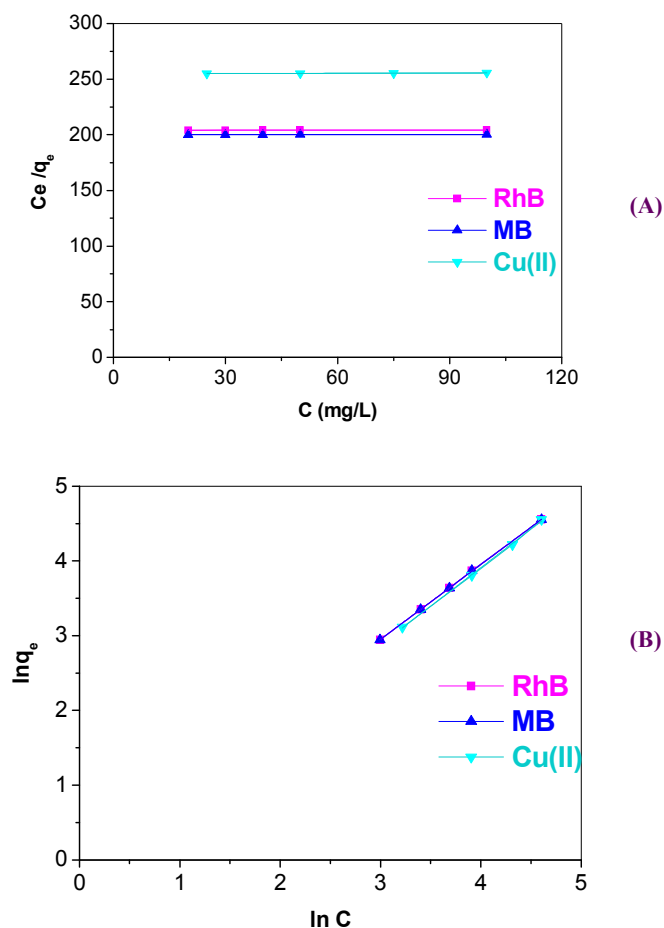 300
250
200
150
100
50
0
Ce /qe
RhB
MB
Cu(II)
(A)
0 30 60 90 120
C (mg/L)
5
4
3
2
1
0
lnqe
RhB
MB
Cu(II)
(B)
0 1 2 3 4 5
ln C